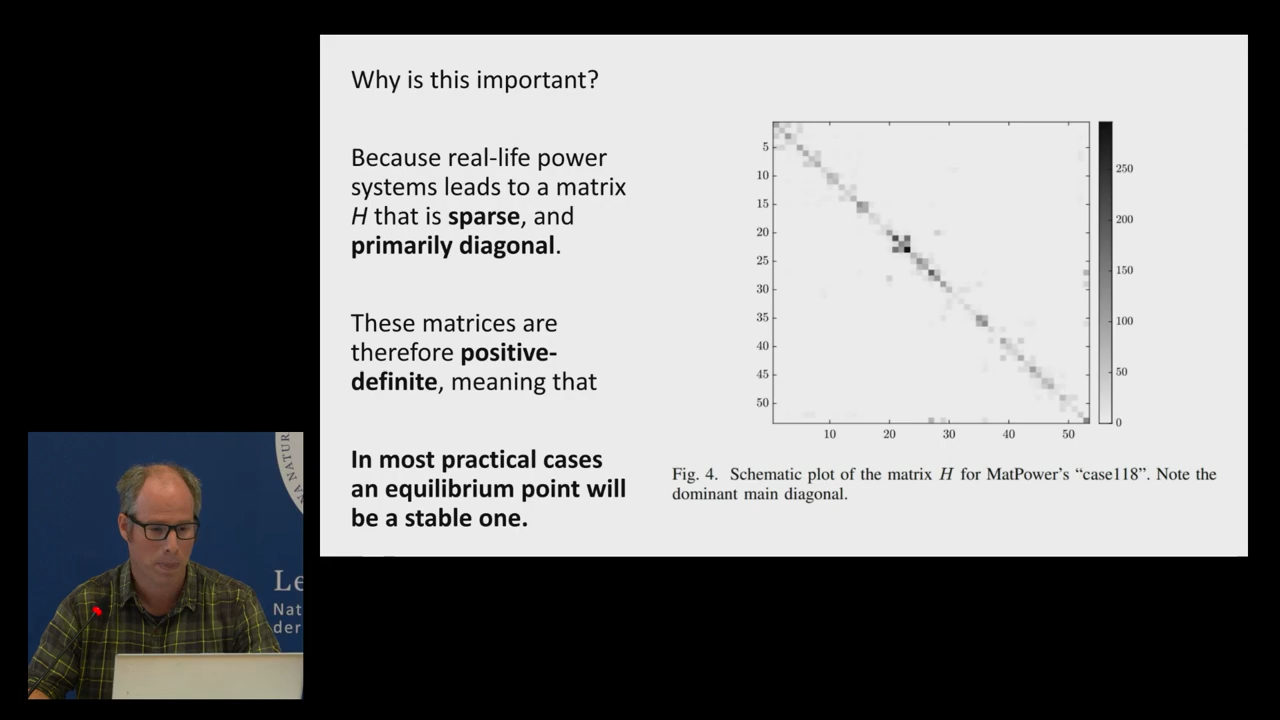 Why is this important?
Because real-life power
systems leads to a matrix
H that is sparse, and
primarily diagonal.
These matrices are
therefore positive-
definite, meaning that
In most practical cases
an equilibrium point will
be a stable one.
5
10
15
20
25
30
35
40
45
50
10 20 30 40 50
250
200
150
100
50
0
Fig. 4. Schematic plot of the matrix H for MatPower's “case118”. Note the
dominant main diagonal.
NA NATUR
Le
Nat
der